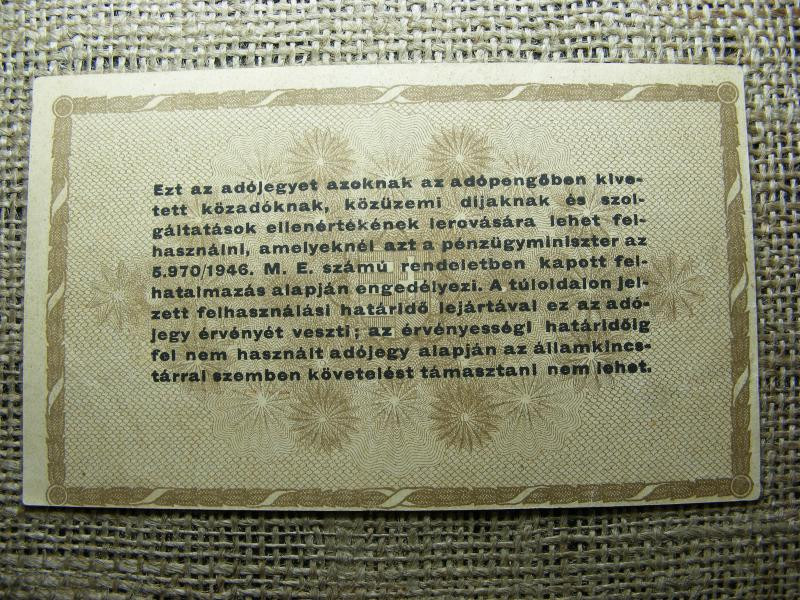 Ezt az adójegyet azoknak az adópengőben kive-
tett közadóknak, közüzemi díjaknak és szol-
gáltatások ellenértékének lerovására lehet fel-
használni, amelyeknél azt a pénzügyminiszter az
5.970/1946. M. E. számú rendeletben kapott fel-
hatalmazás alapján engedélyezi. A túloldalon jel-
zett felhasználási határidő lejártával ez az adó-
jegy érvényét veszti; az érvényességi határidőig
fel nem használt adójegy alapján az államkincs-
tárral szemben követelést támasztani nem lehet.